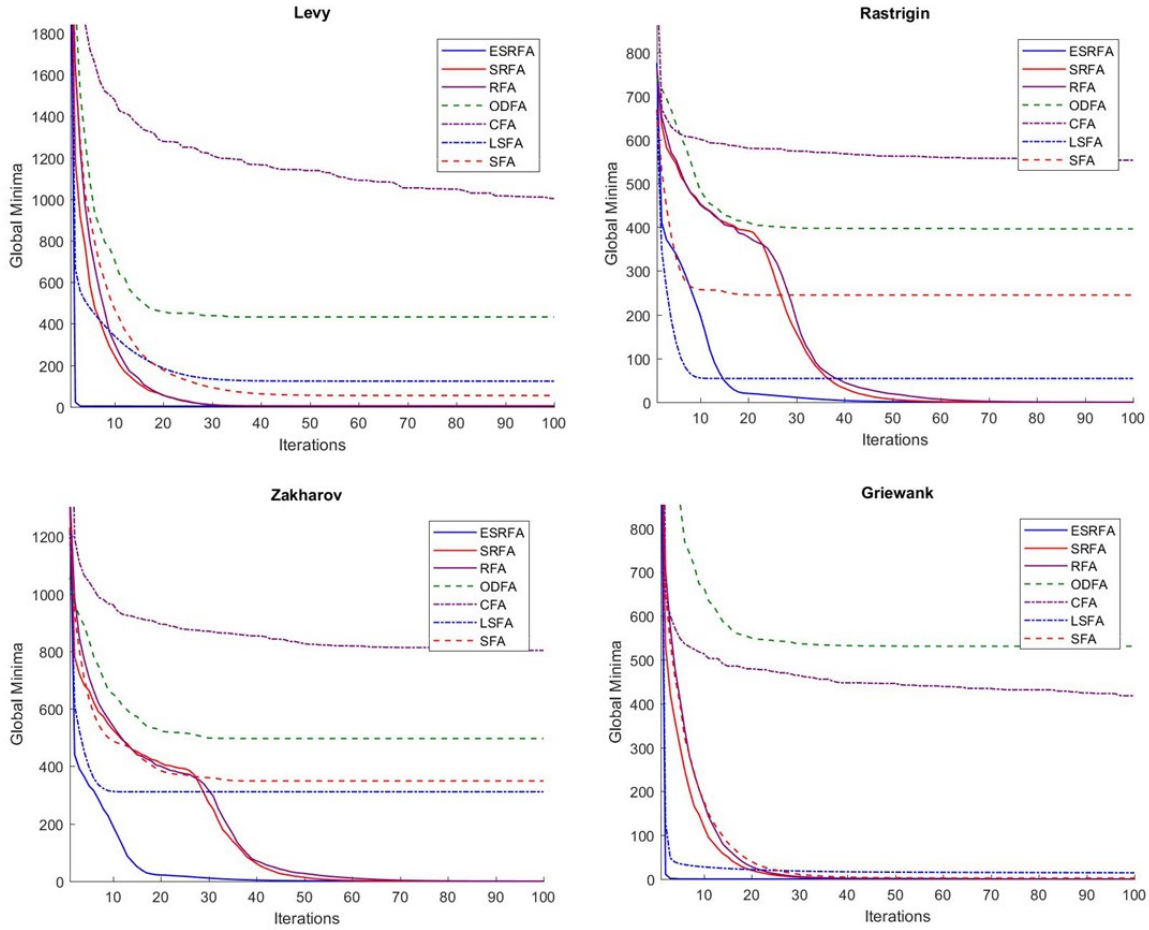 Levy
Global Minima
1800
1600
1400
1200
1000
800
600
400
200
0
ESRFA
SRFA
RFA
ODFA
CFA
LSFA
SFA
10 20 30 40 50 60 70 80 90 100
Iterations
Rastrigin
Global Minima
800
700
600
500
400
300
200
100
0
ESRFA
SRFA
RFA
ODFA
CFA
LSFA
SFA
10 20 30 40 50 60 70 80 90 100
Iterations
Zakharov
Global Minima
1200
1000
800
600
400
200
0
ESRFA
SRFA
RFA
ODFA
CFA
LSFA
SFA
10 20 30 40 50 60 70 80 90 100
Iterations
Griewank
Global Minima
800
700
600
500
400
300
200
100
0
ESRFA
SRFA
RFA
ODFA
CFA
LSFA
SFA
10 20 30 40 50 60 70 80 90 100
Iterations